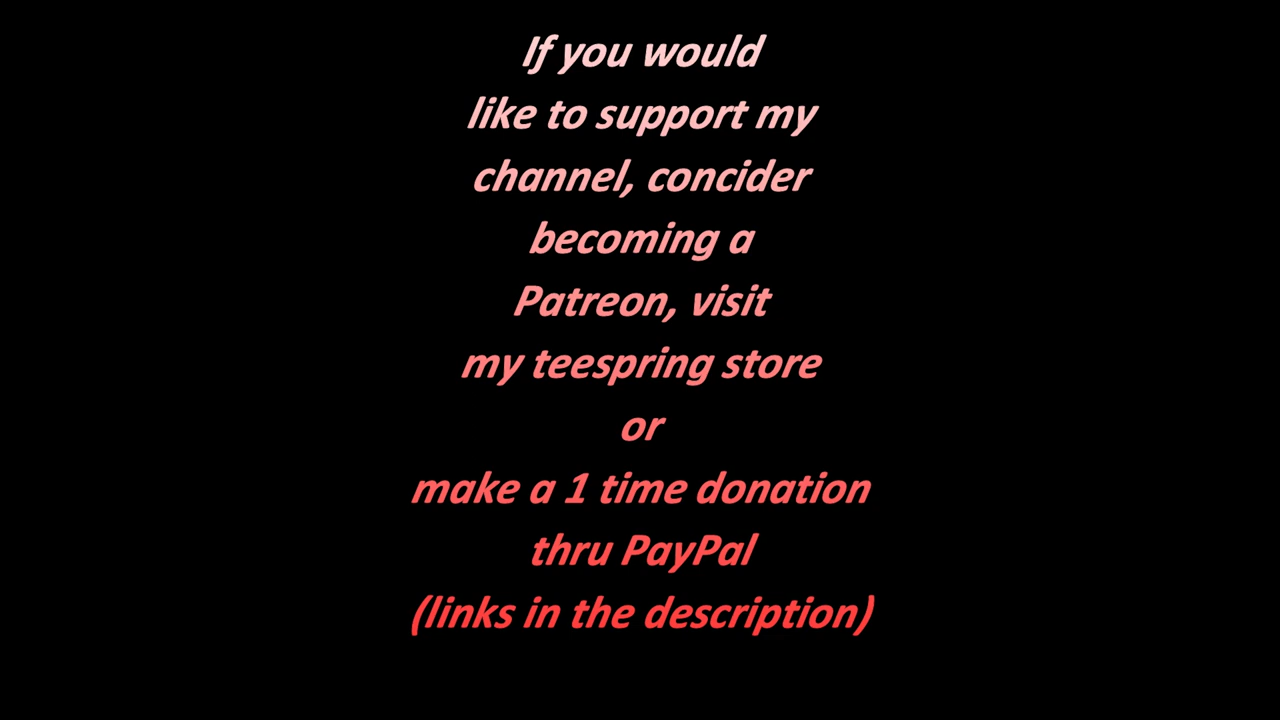 If you would
like to support my
channel, concider
becoming a
Patreon, visit
my teespring store
or
make a 1 time donation
thru PayPal
(links in the description)